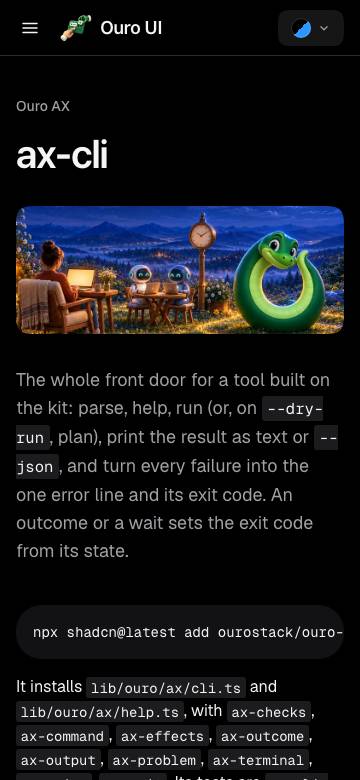 Ouro UI
Ouro AX
ax-cli
The whole front door for a tool built on
the kit: parse, help, run (or, on --dry-
run, plan), print the result as text or --
json, and turn every failure into the
one error line and its exit code. An
outcome or a wait sets the exit code
from its state.
npx shadcn@latest add ourostack/ouro-
It installs lib/ouro/ax/cli.ts and
lib/ouro/ax/help.ts, with ax-checks,
ax-command, ax-effects, ax-outcome,
ax-output, ax-problem, ax-terminal,